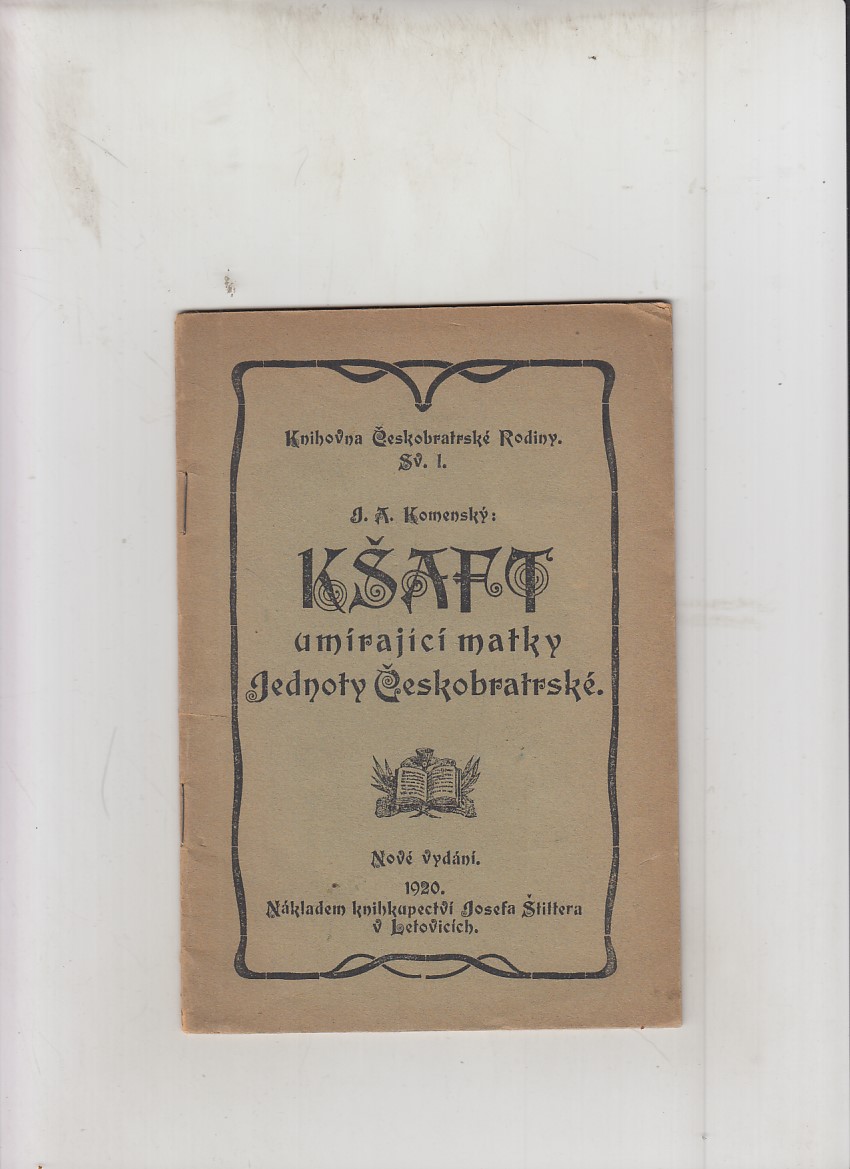 Knihovna Českobratrské Rodiny.
Sv. 1.
J. A. Komenský:
KŠAFT
umírající matky
Jednoty Českobratrské.
Nové vydání.
1920.
Nákladem knihkupectví Josefa Štittera
v Letovicích.